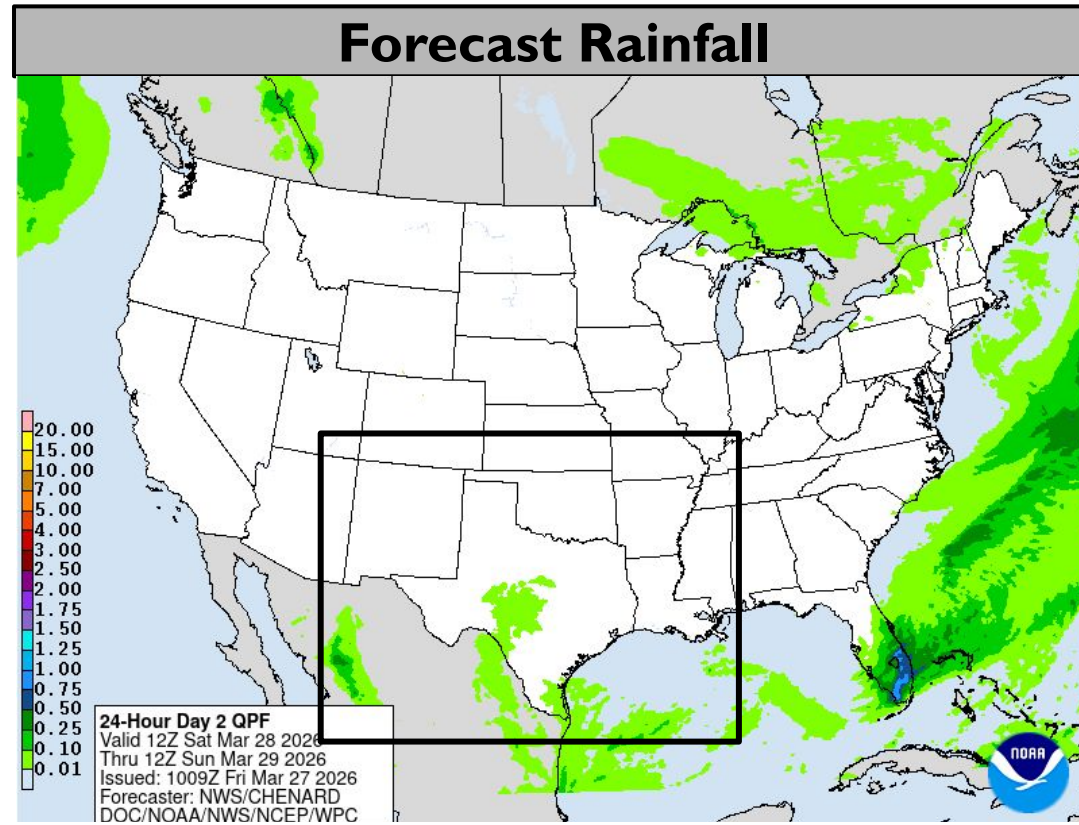 Forecast Rainfall
20.00
15.00
10.00
7.00
5.00
4.00
3.00
2.50
2.00
1.75
1.50
1.25
1.00
0.75
0.50
0.25
0.10
0.01
24-Hour Day 2 QPF
Valid 12Z Sat Mar 28 2026
Thru 12Z Sun Mar 29 2026
Issued: 1009Z Fri Mar 27 2026
Forecaster: NWS/CHENARD
DOC/NOAA/NWS/NCEP/WPC
NOAA